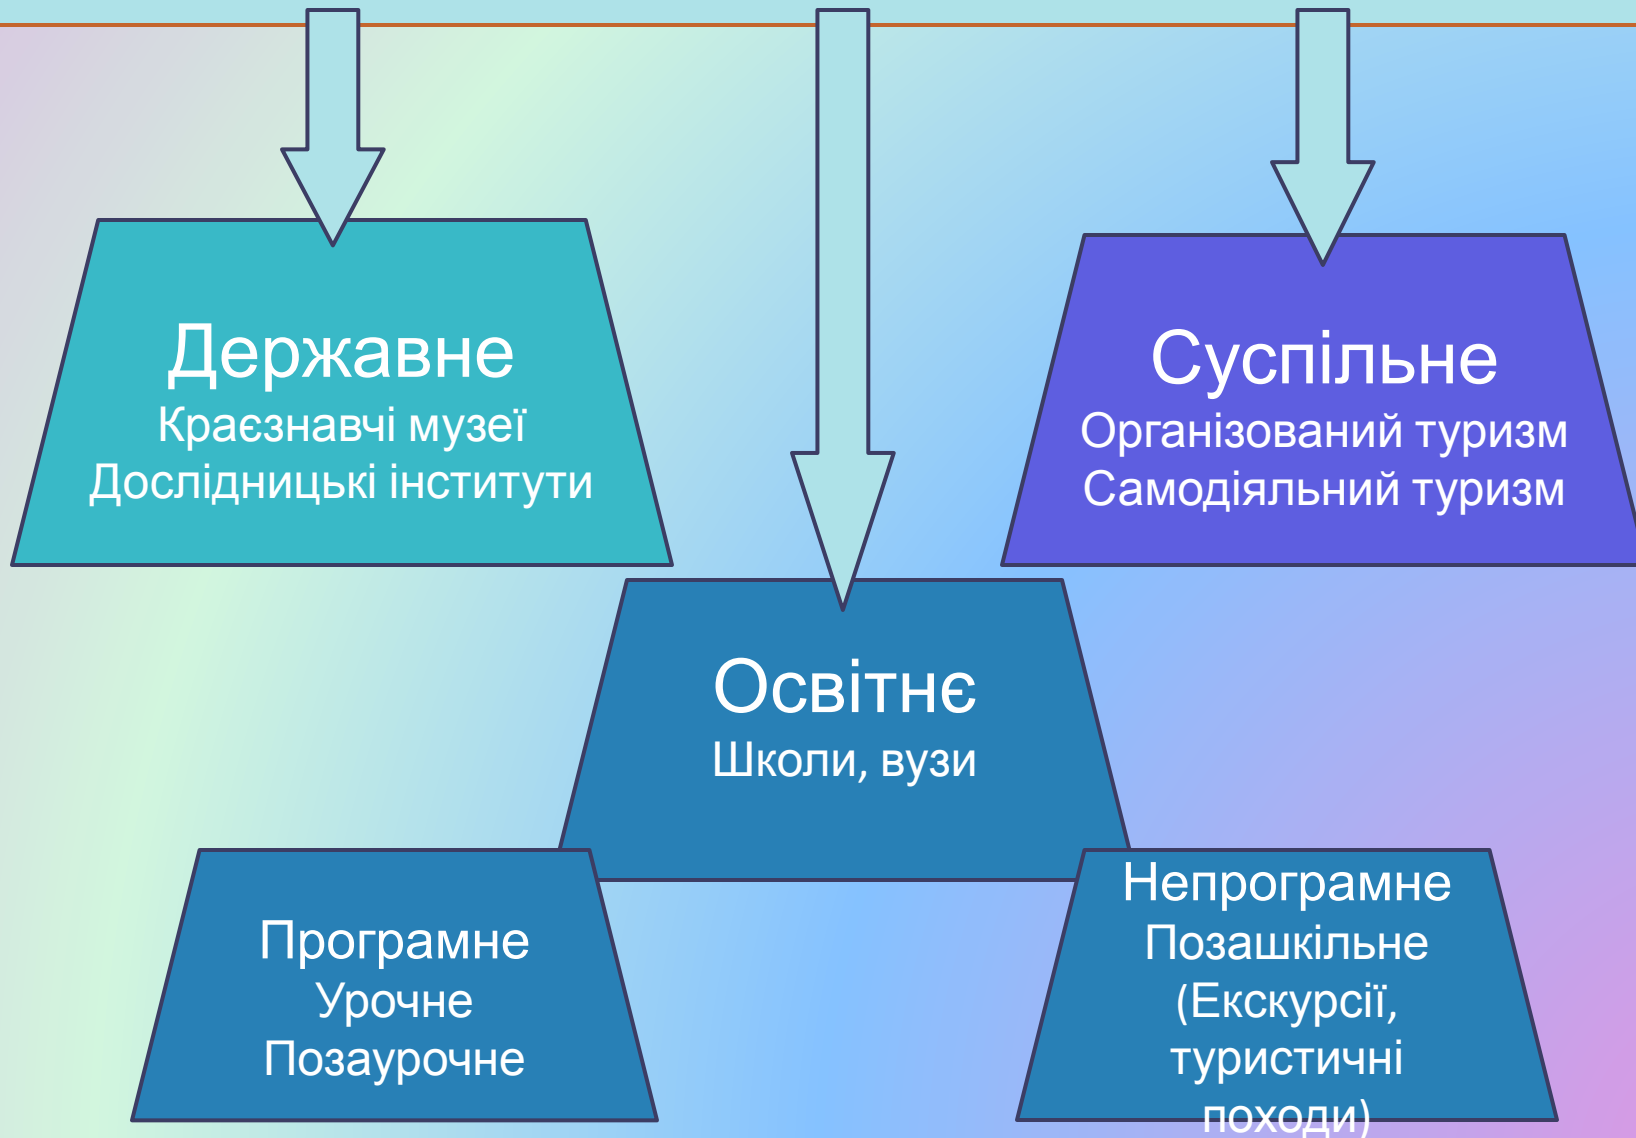 Державне
Краєзнавчі музеї
Дослідницькі інститути
Суспільне
Організований туризм
Самодіяльний туризм
Освітнє
Школи, вузи
Програмне
Урочне
Позаурочне
Непрограмне
Позашкільне
(Екскурсії,
туристичні
походи)